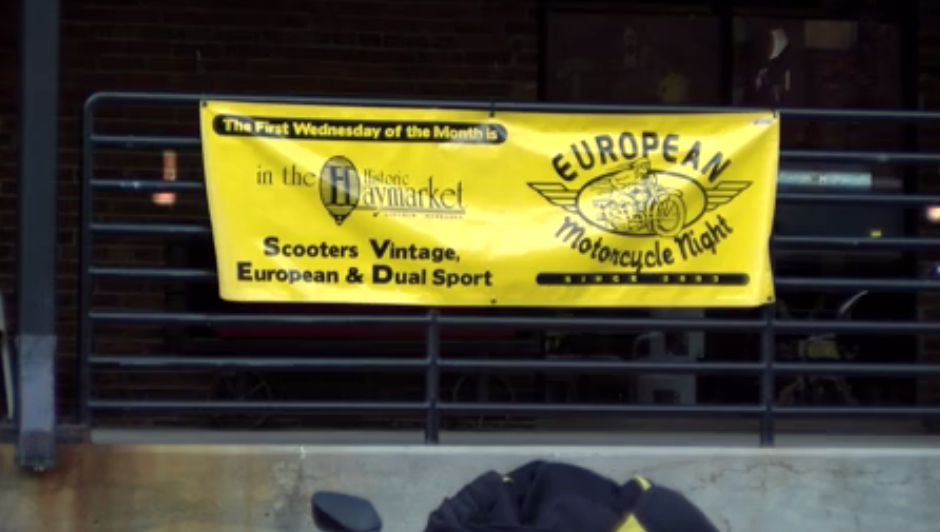 The First Wednesday of the Month is
in the Historic
Haymarket
Scooters Vintage,
European & Dual Sport
EUROPEAN
Motorcycle Night
SINCE